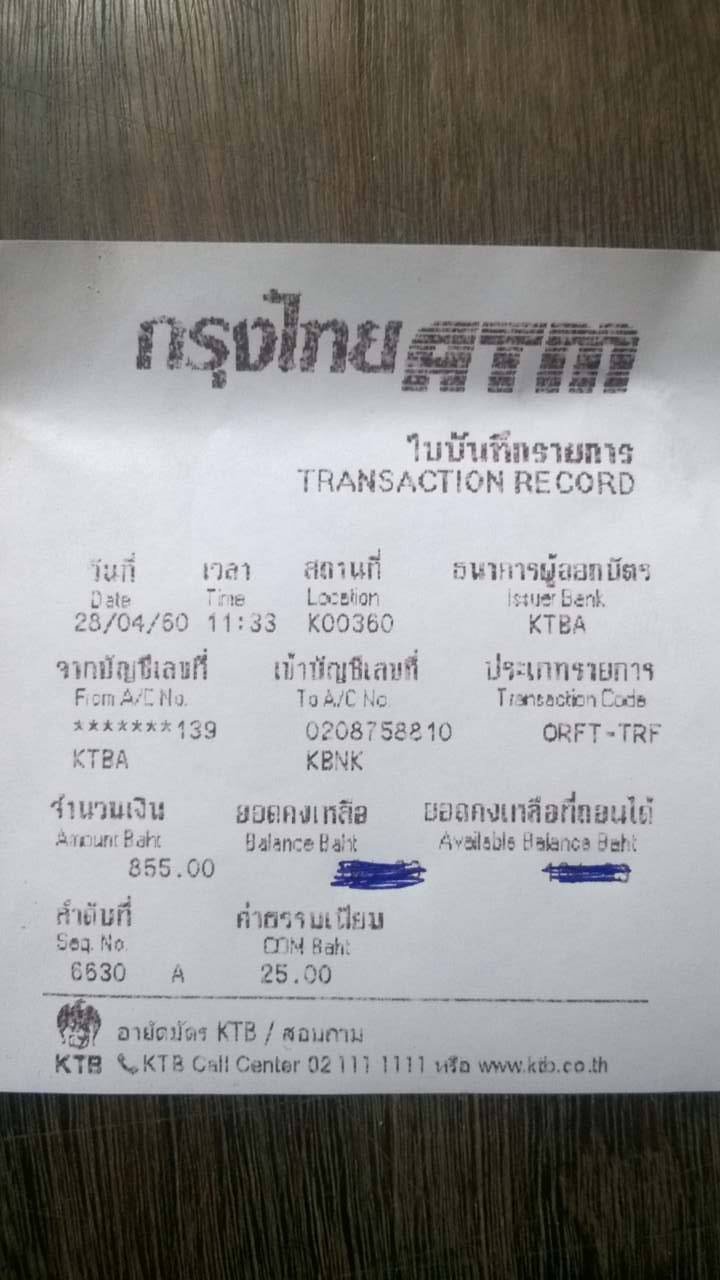 กรุงไทย ATM
ใบบันทึกรายการ
TRANSACTION RECORD
วันที่ เวลา สถานที่ ธนาคารผู้ออกบัตร
Date Time Location Issuer Bank
28/04/60 11:33 K00360 KTBA
จากบัญชีเลขที่ เข้าบัญชีเลขที่ ประเภทรายการ
From A/C No. To A/C No. Transaction Code
*******139 0208758810 ORFT-TRF
KTBA KBNK
จำนวนเงิน ยอดคงเหลือ ยอดคงเหลือที่ถอนได้
Amount Baht Balance Baht Available Balance Baht
855.00
ลำดับที่ ค่าธรรมเนียม
Seq. No. COM Baht
6630 A 25.00
อายัดบัตร KTB / สอบถาม
KTB KTB Call Center 02 111 1111 หรือ www.ktb.co.th